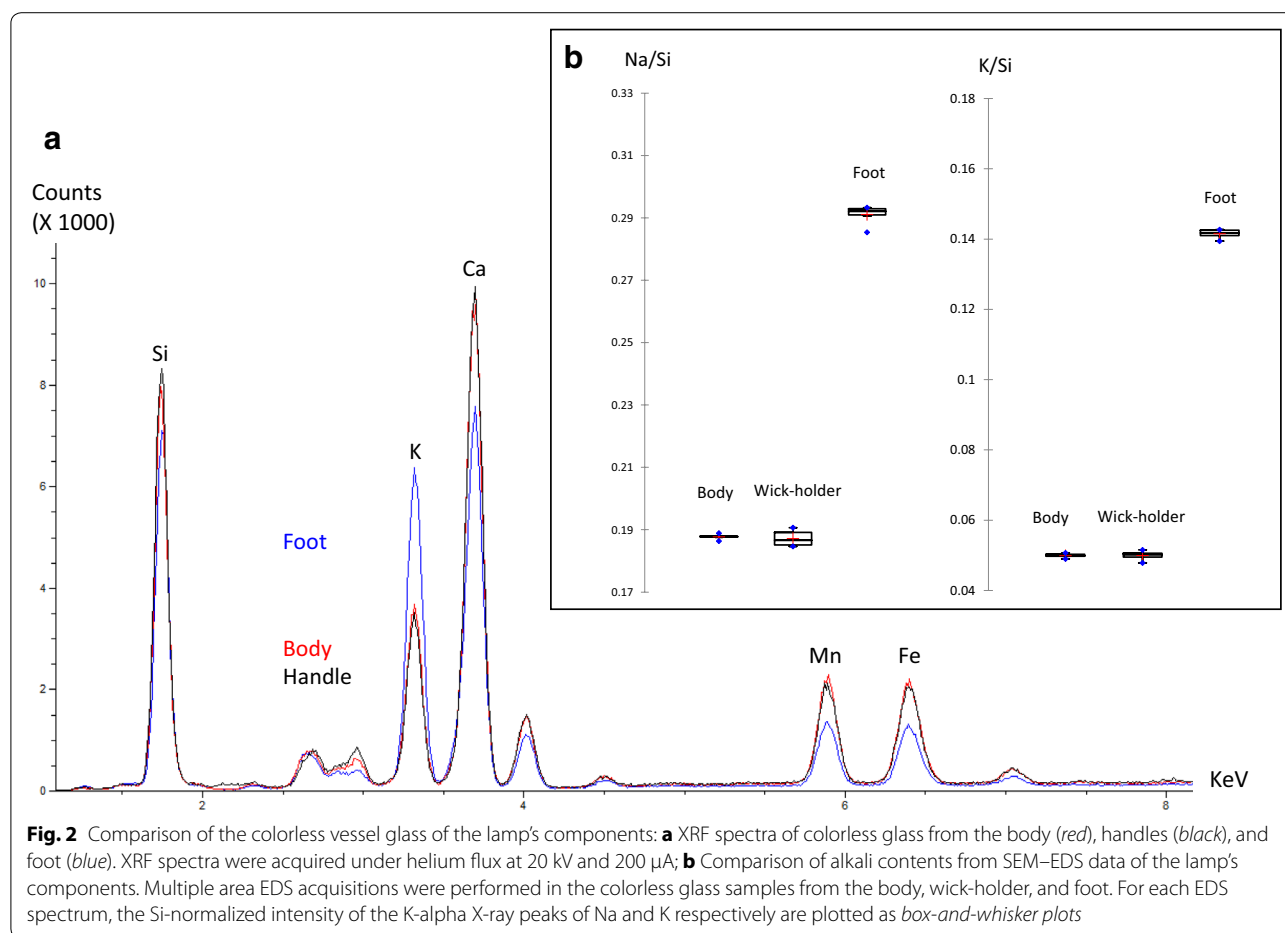 a
Counts
(X 1000)
10
8
6
4
2
0
Si
K
Ca
Mn
Fe
Foot
Body
Handle
2
4
6
8
KeV
b
Na/Si
0.33
0.31
0.29
0.27
0.25
0.23
0.21
0.19
0.17
Body
Wick-holder
Foot
K/Si
0.18
0.16
0.14
0.12
0.1
0.08
0.06
0.04
Body
Wick-holder
Foot
Fig. 2 Comparison of the colorless vessel glass of the lamp's components: a XRF spectra of colorless glass from the body (red), handles (black), and
foot (blue). XRF spectra were acquired under helium flux at 20 kV and 200 μA; b Comparison of alkali contents from SEM–EDS data of the lamp's
components. Multiple area EDS acquisitions were performed in the colorless glass samples from the body, wick-holder, and foot. For each EDS
spectrum, the Si-normalized intensity of the K-alpha X-ray peaks of Na and K respectively are plotted as box-and-whisker plots